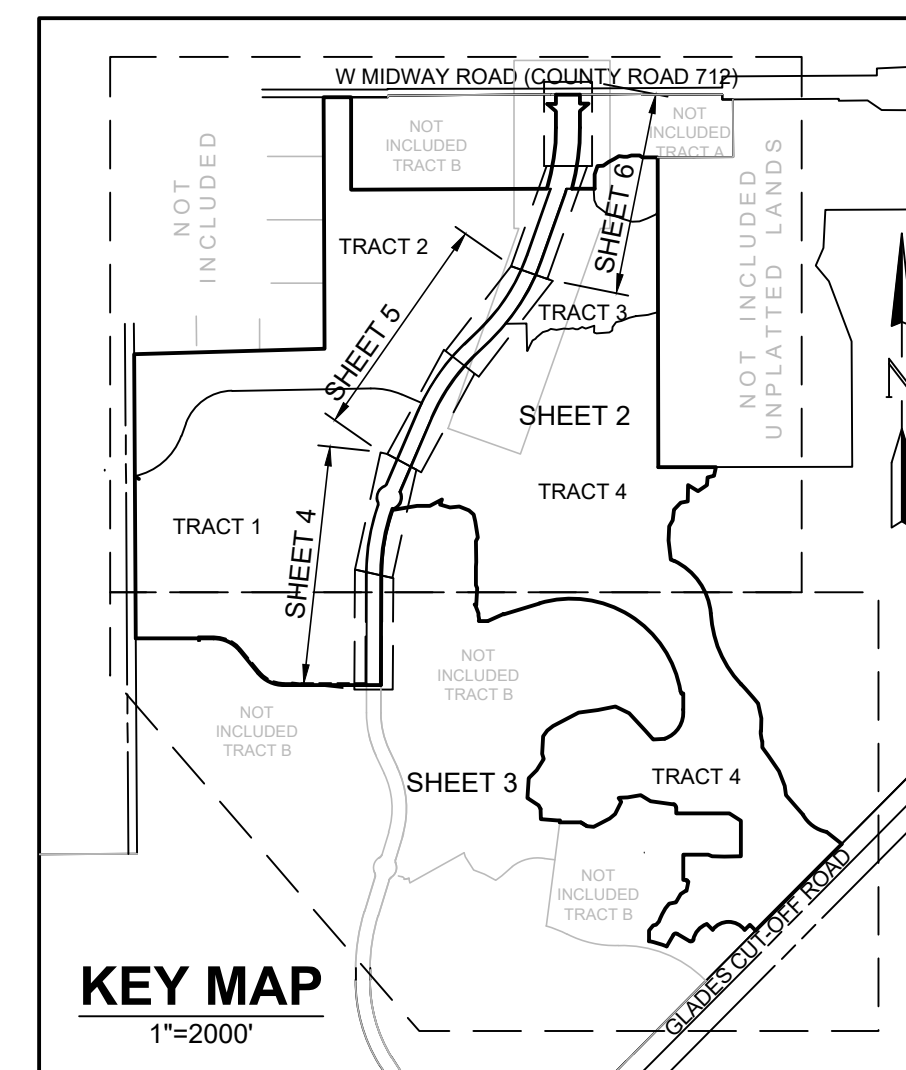 W MIDWAY ROAD (COUNTY ROAD 712)
NOT
INCLUDED
NOT
INCLUDED
TRACT B
NOT
INCLUDED
TRACT A
NOT INCLUDED
UNPLATTED LANDS
SHEET 6
TRACT 2
TRACT 3
SHEET 5
N
SHEET 2
TRACT 4
TRACT 1
SHEET 4
NOT
INCLUDED
TRACT B
NOT
INCLUDED
TRACT B
SHEET 3
TRACT 4
NOT
INCLUDED
TRACT B
GLADES CUT-OFF ROAD
KEY MAP
1"=2000'